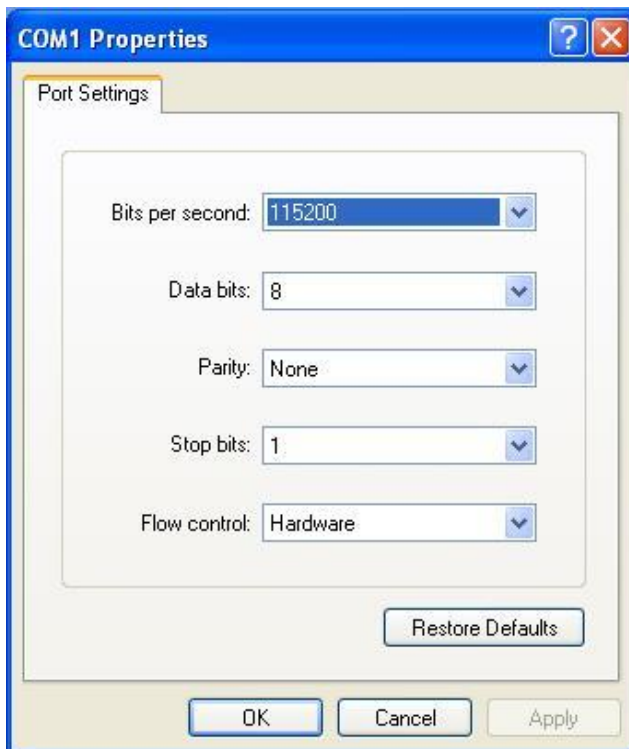 COM1 Properties
Port Settings
Bits per second: 115200
Data bits: 8
Parity: None
Stop bits: 1
Flow control: Hardware
Restore Defaults
OK Cancel Apply